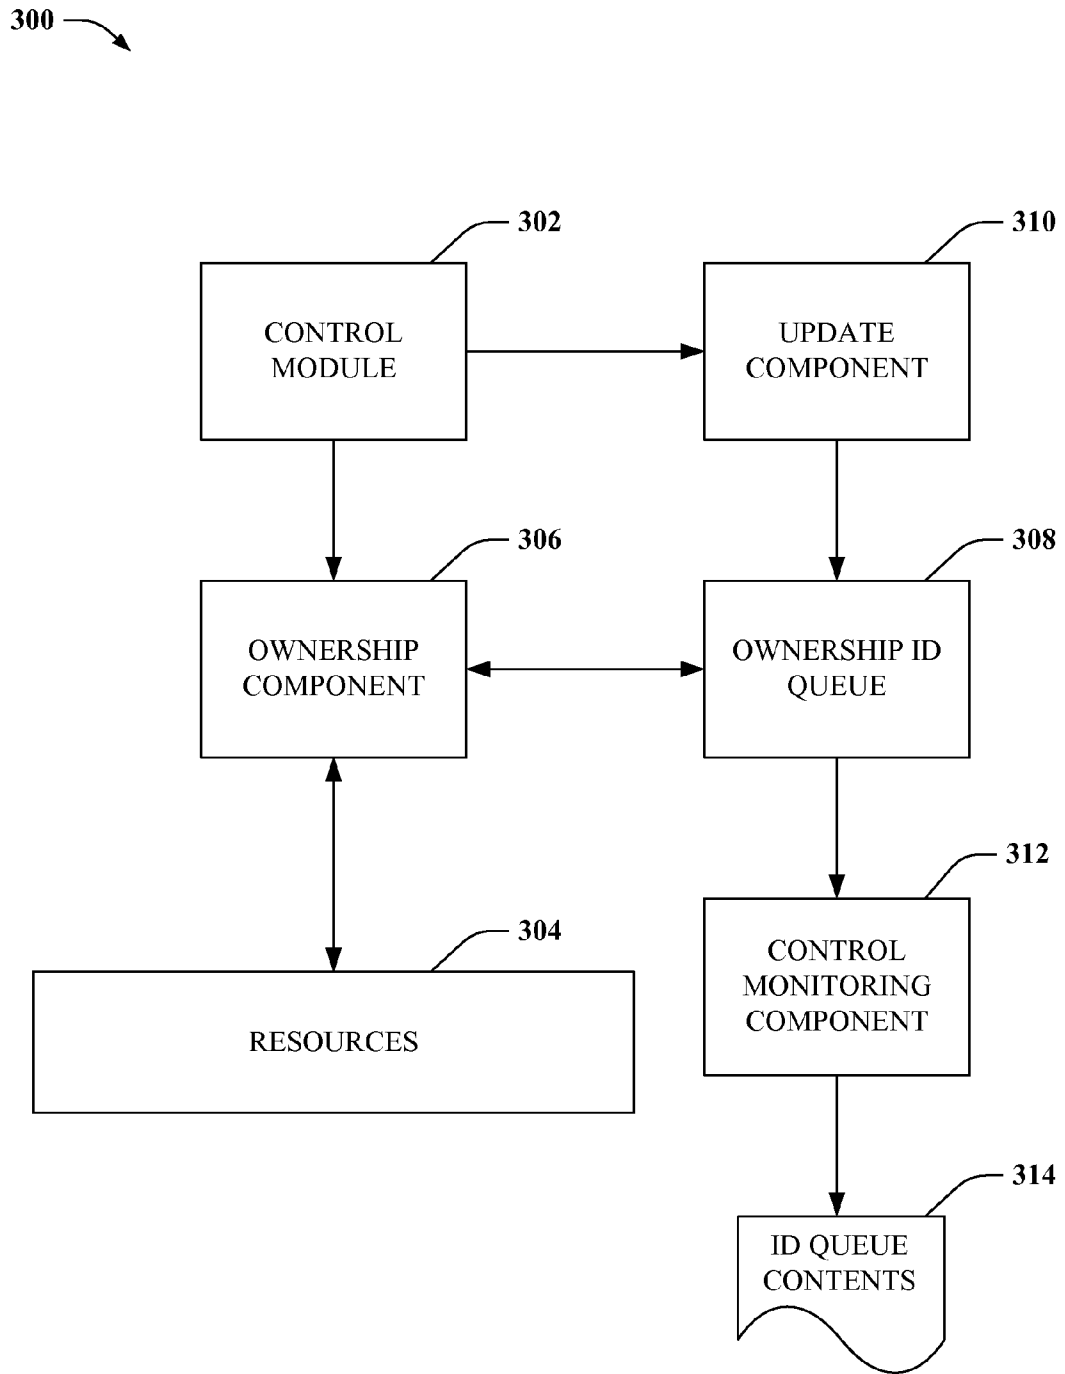 300
302
310
CONTROL
MODULE
UPDATE
COMPONENT
306
308
OWNERSHIP
COMPONENT
OWNERSHIP ID
QUEUE
312
304
CONTROL
MONITORING
COMPONENT
RESOURCES
314
ID QUEUE
CONTENTS